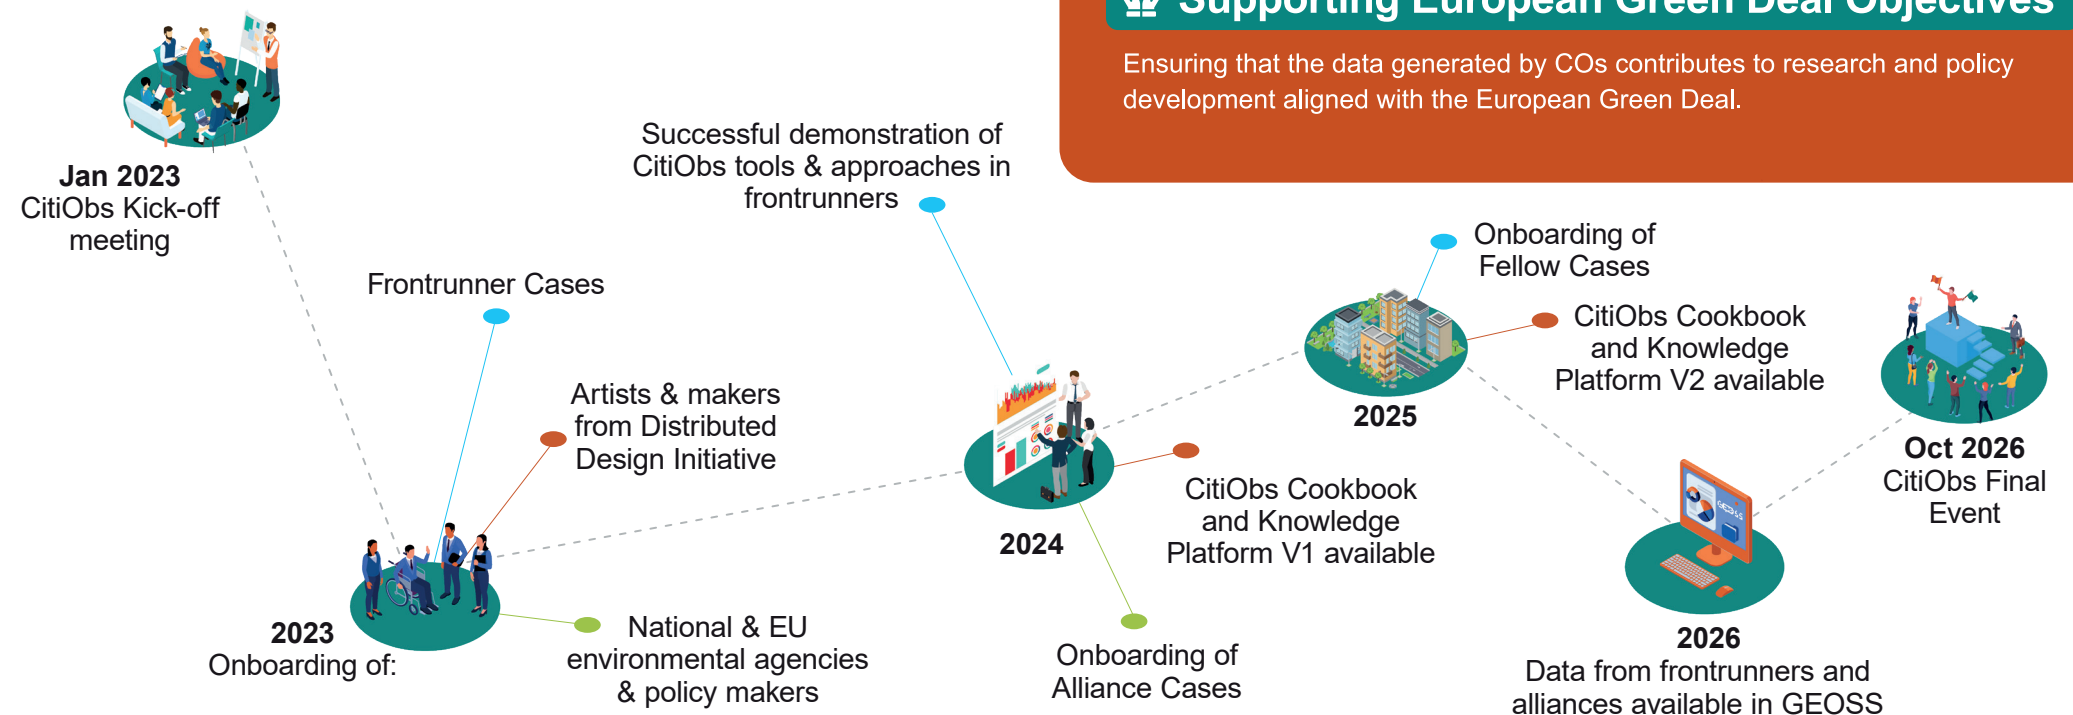 Supporting European Green Deal Objectives
Ensuring that the data generated by COs contributes to research and policy
development aligned with the European Green Deal.
Jan 2023
CitiObs Kick-off
meeting
2023
Onboarding of:
Frontrunner Cases
Artists & makers
from Distributed
Design Initiative
National & EU
environmental agencies
& policy makers
Successful demonstration of
CitiObs tools & approaches in
frontrunners
2024
CitiObs Cookbook
and Knowledge
Platform V1 available
Onboarding of
Alliance Cases
2025
Onboarding of
Fellow Cases
CitiObs Cookbook
and Knowledge
Platform V2 available
2026
Data from frontrunners and
alliances available in GEOSS
Oct 2026
CitiObs Final
Event